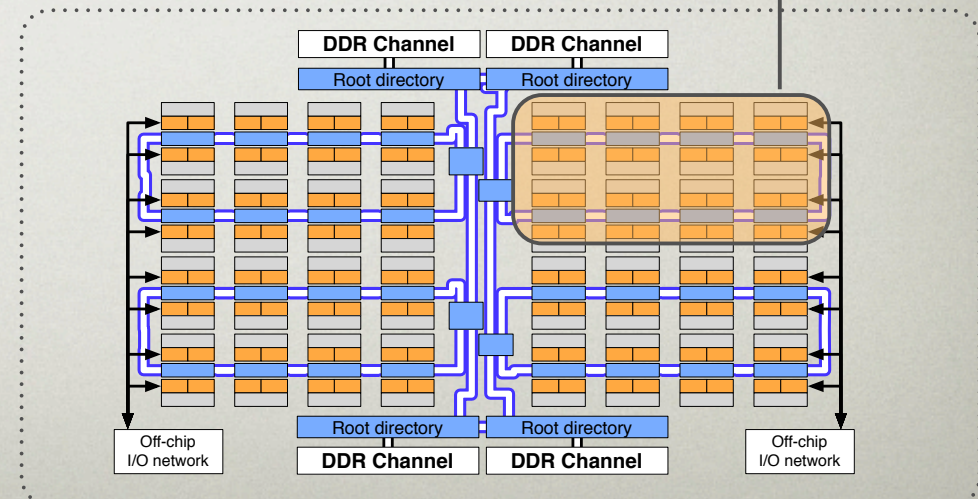 DDR Channel
DDR Channel
Root directory
Root directory
Root directory
Root directory
DDR Channel
DDR Channel
Off-chip
I/O network
Off-chip
I/O network